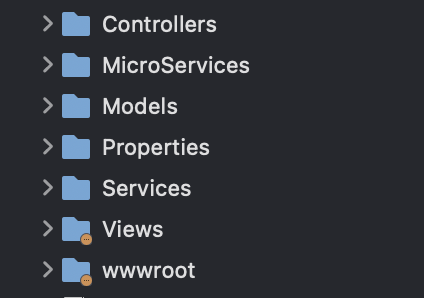 Controllers
MicroServices
Models
Properties
Services
Views
wwwroot